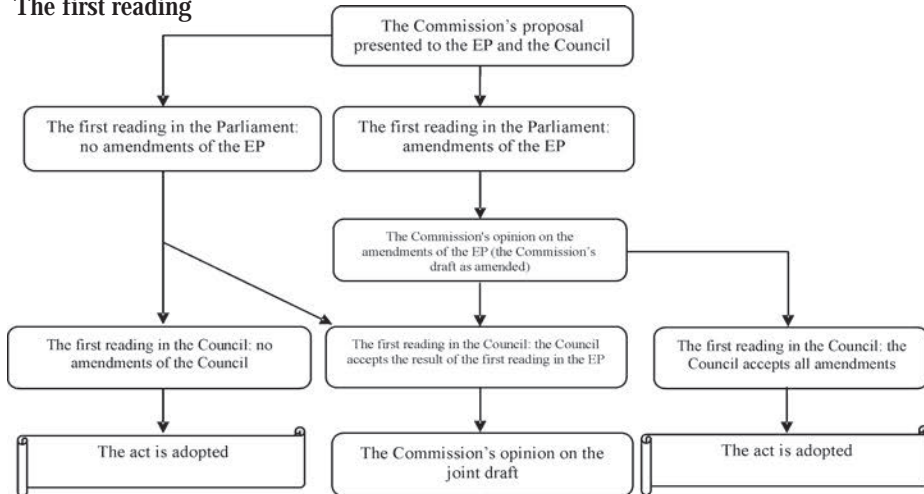 The first reading
The Commission's proposal
presented to the EP and the Council
The first reading in the Parliament:
no amendments of the EP
The first reading in the Parliament:
amendments of the EP
The Commission's opinion on the
amendments of the EP (the Commission's
draft as amended)
The first reading in the Council: no
amendments of the Council
The first reading in the Council: the Council
accepts the result of the first reading in the EP
The first reading in the Council: the
Council accepts all amendments
The act is adopted
The Commission's opinion on the
joint draft
The act is adopted